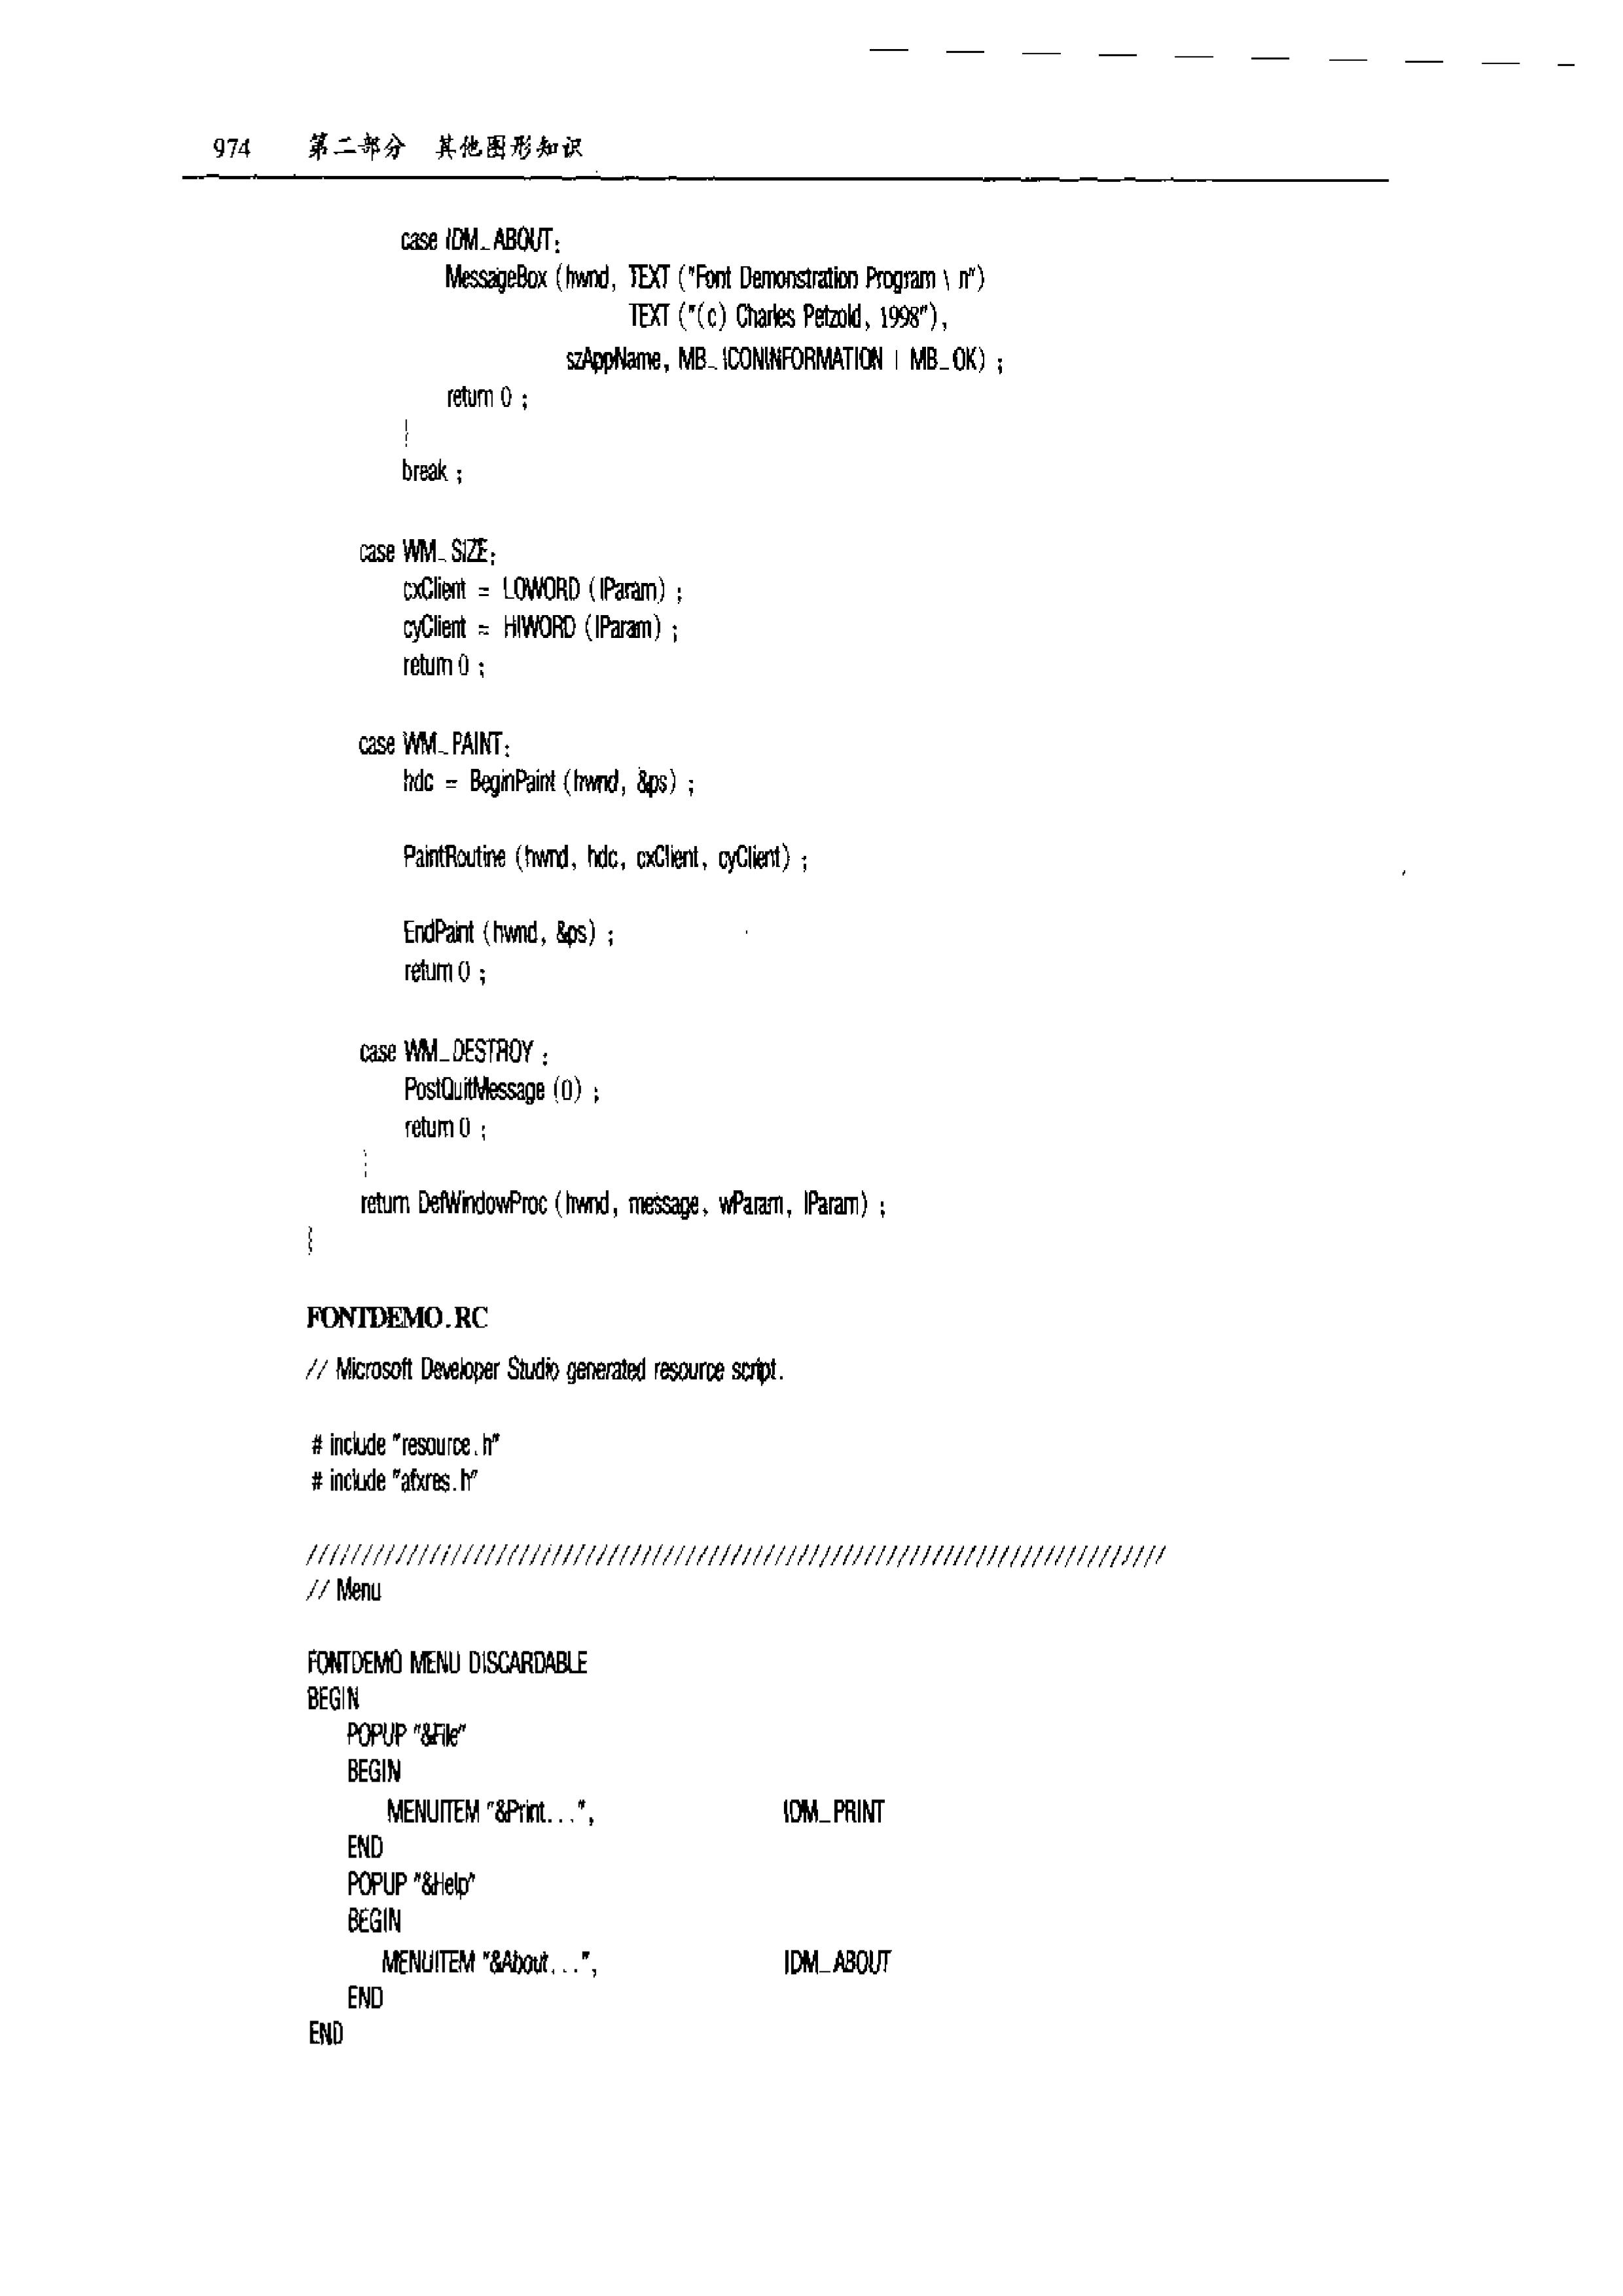 974 第二部分 其他图形知识
case IDM_ABOUT:
MessageBox (hwnd, TEXT ("Font Demonstration Program \ n")
TEXT ("(c) Charles Petzold, 1998"),
szAppName, MB_ICONINFORMATION | MB_OK) ;
return 0 ;
}
break ;
case WM_SIZE:
cxClient = LOWORD (lParam) ;
cyClient = HIWORD (lParam) ;
return 0 ;
case WM_PAINT:
hdc = BeginPaint (hwnd, &ps) ;
PaintRoutine (hwnd, hdc, cxClient, cyClient) ;
EndPaint (hwnd, &ps) ;
return 0 ;
case WM_DESTROY :
PostQuitMessage (0) ;
return 0 ;
}
return DefWindowProc (hwnd, message, wParam, lParam) ;
}
FONTDEMO.RC
// Microsoft Developer Studio generated resource script.
# include "resource.h"
# include "afxres.h"
/////////////////////////////////////////////////////////////////////////////
// Menu
FONTDEMO MENU DISCARDABLE
BEGIN
POPUP "&File"
BEGIN
MENUITEM "&Print...", IDM_PRINT
END
POPUP "&Help"
BEGIN
MENUITEM "&About...", IDM_ABOUT
END
END